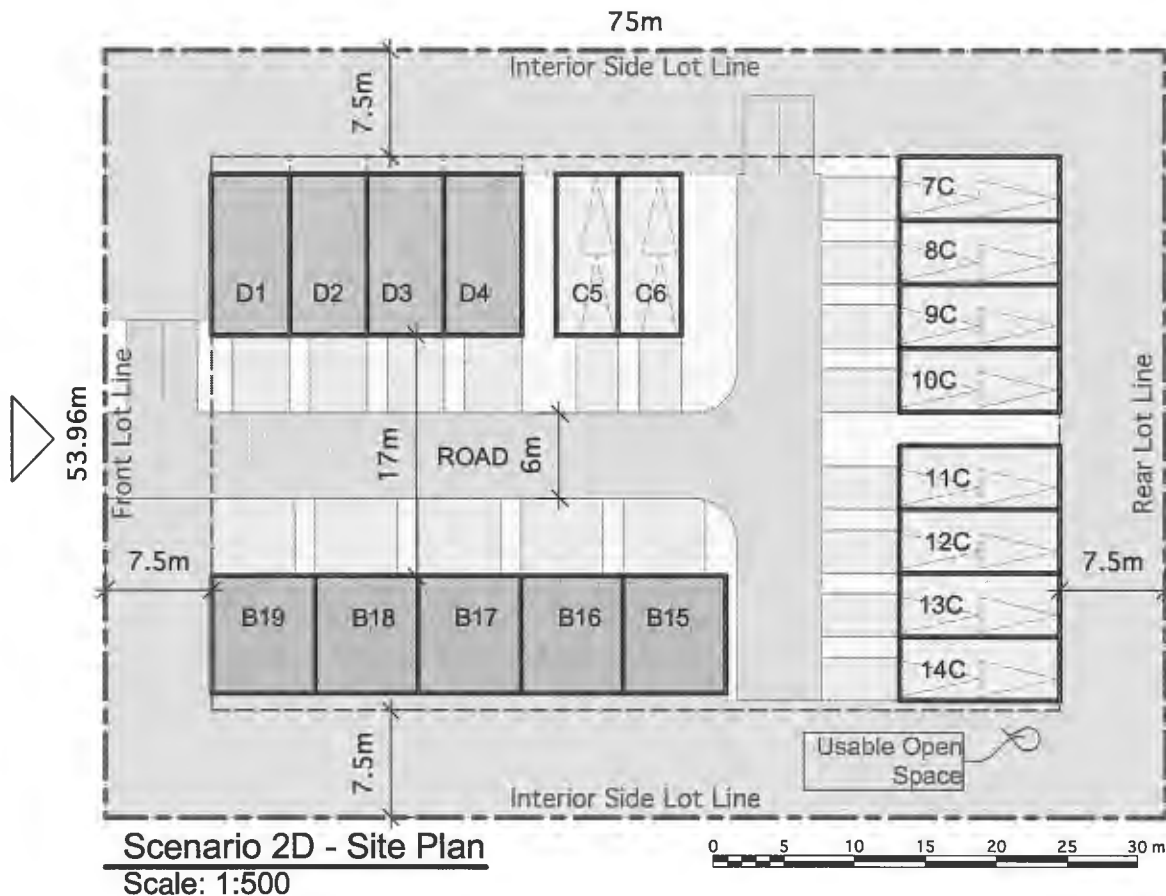 75m
Interior Side Lot Line
7.5m
7C
8C
9C
10C
D1 D2 D3 D4 C5 C6
53.96m
Front Lot Line
17m
ROAD 6m
Rear Lot Line
11C
12C
13C
14C
7.5m
7.5m
B19 B18 B17 B16 B15
7.5m
Usable Open
Space
Interior Side Lot Line
Scenario 2D - Site Plan
Scale: 1:500
0 5 10 15 20 25 30 m